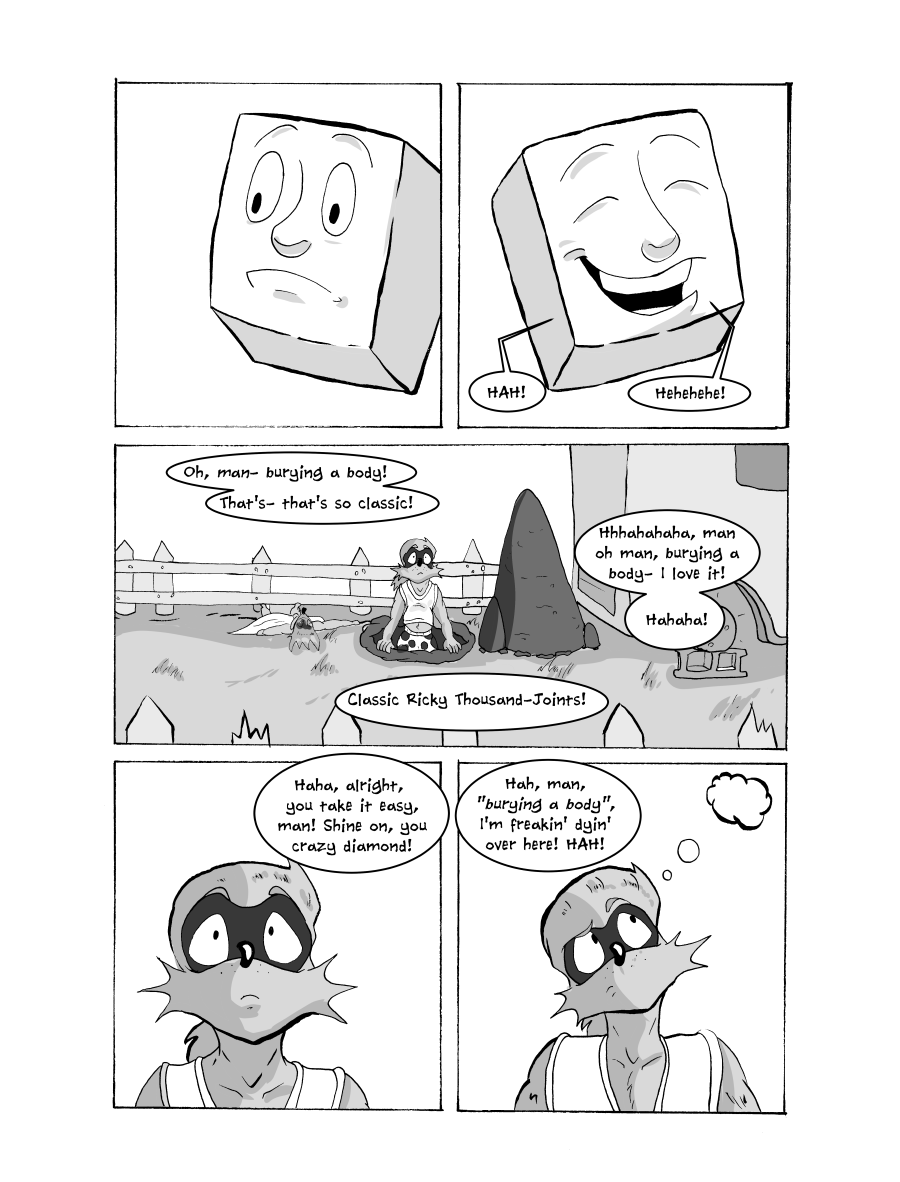 HAH!
Hehehehe!
Oh, man- burying a body!
That's- that's so classic!
Hhhahahaha, man
oh man, burying a
body- I love it!
Hahaha!
Classic Ricky Thousand-Joints!
Haha, alright,
you take it easy,
man! Shine on, you
crazy diamond!
Hah, man,
"burying a body",
I'm freakin' dyin'
over here! HAH!